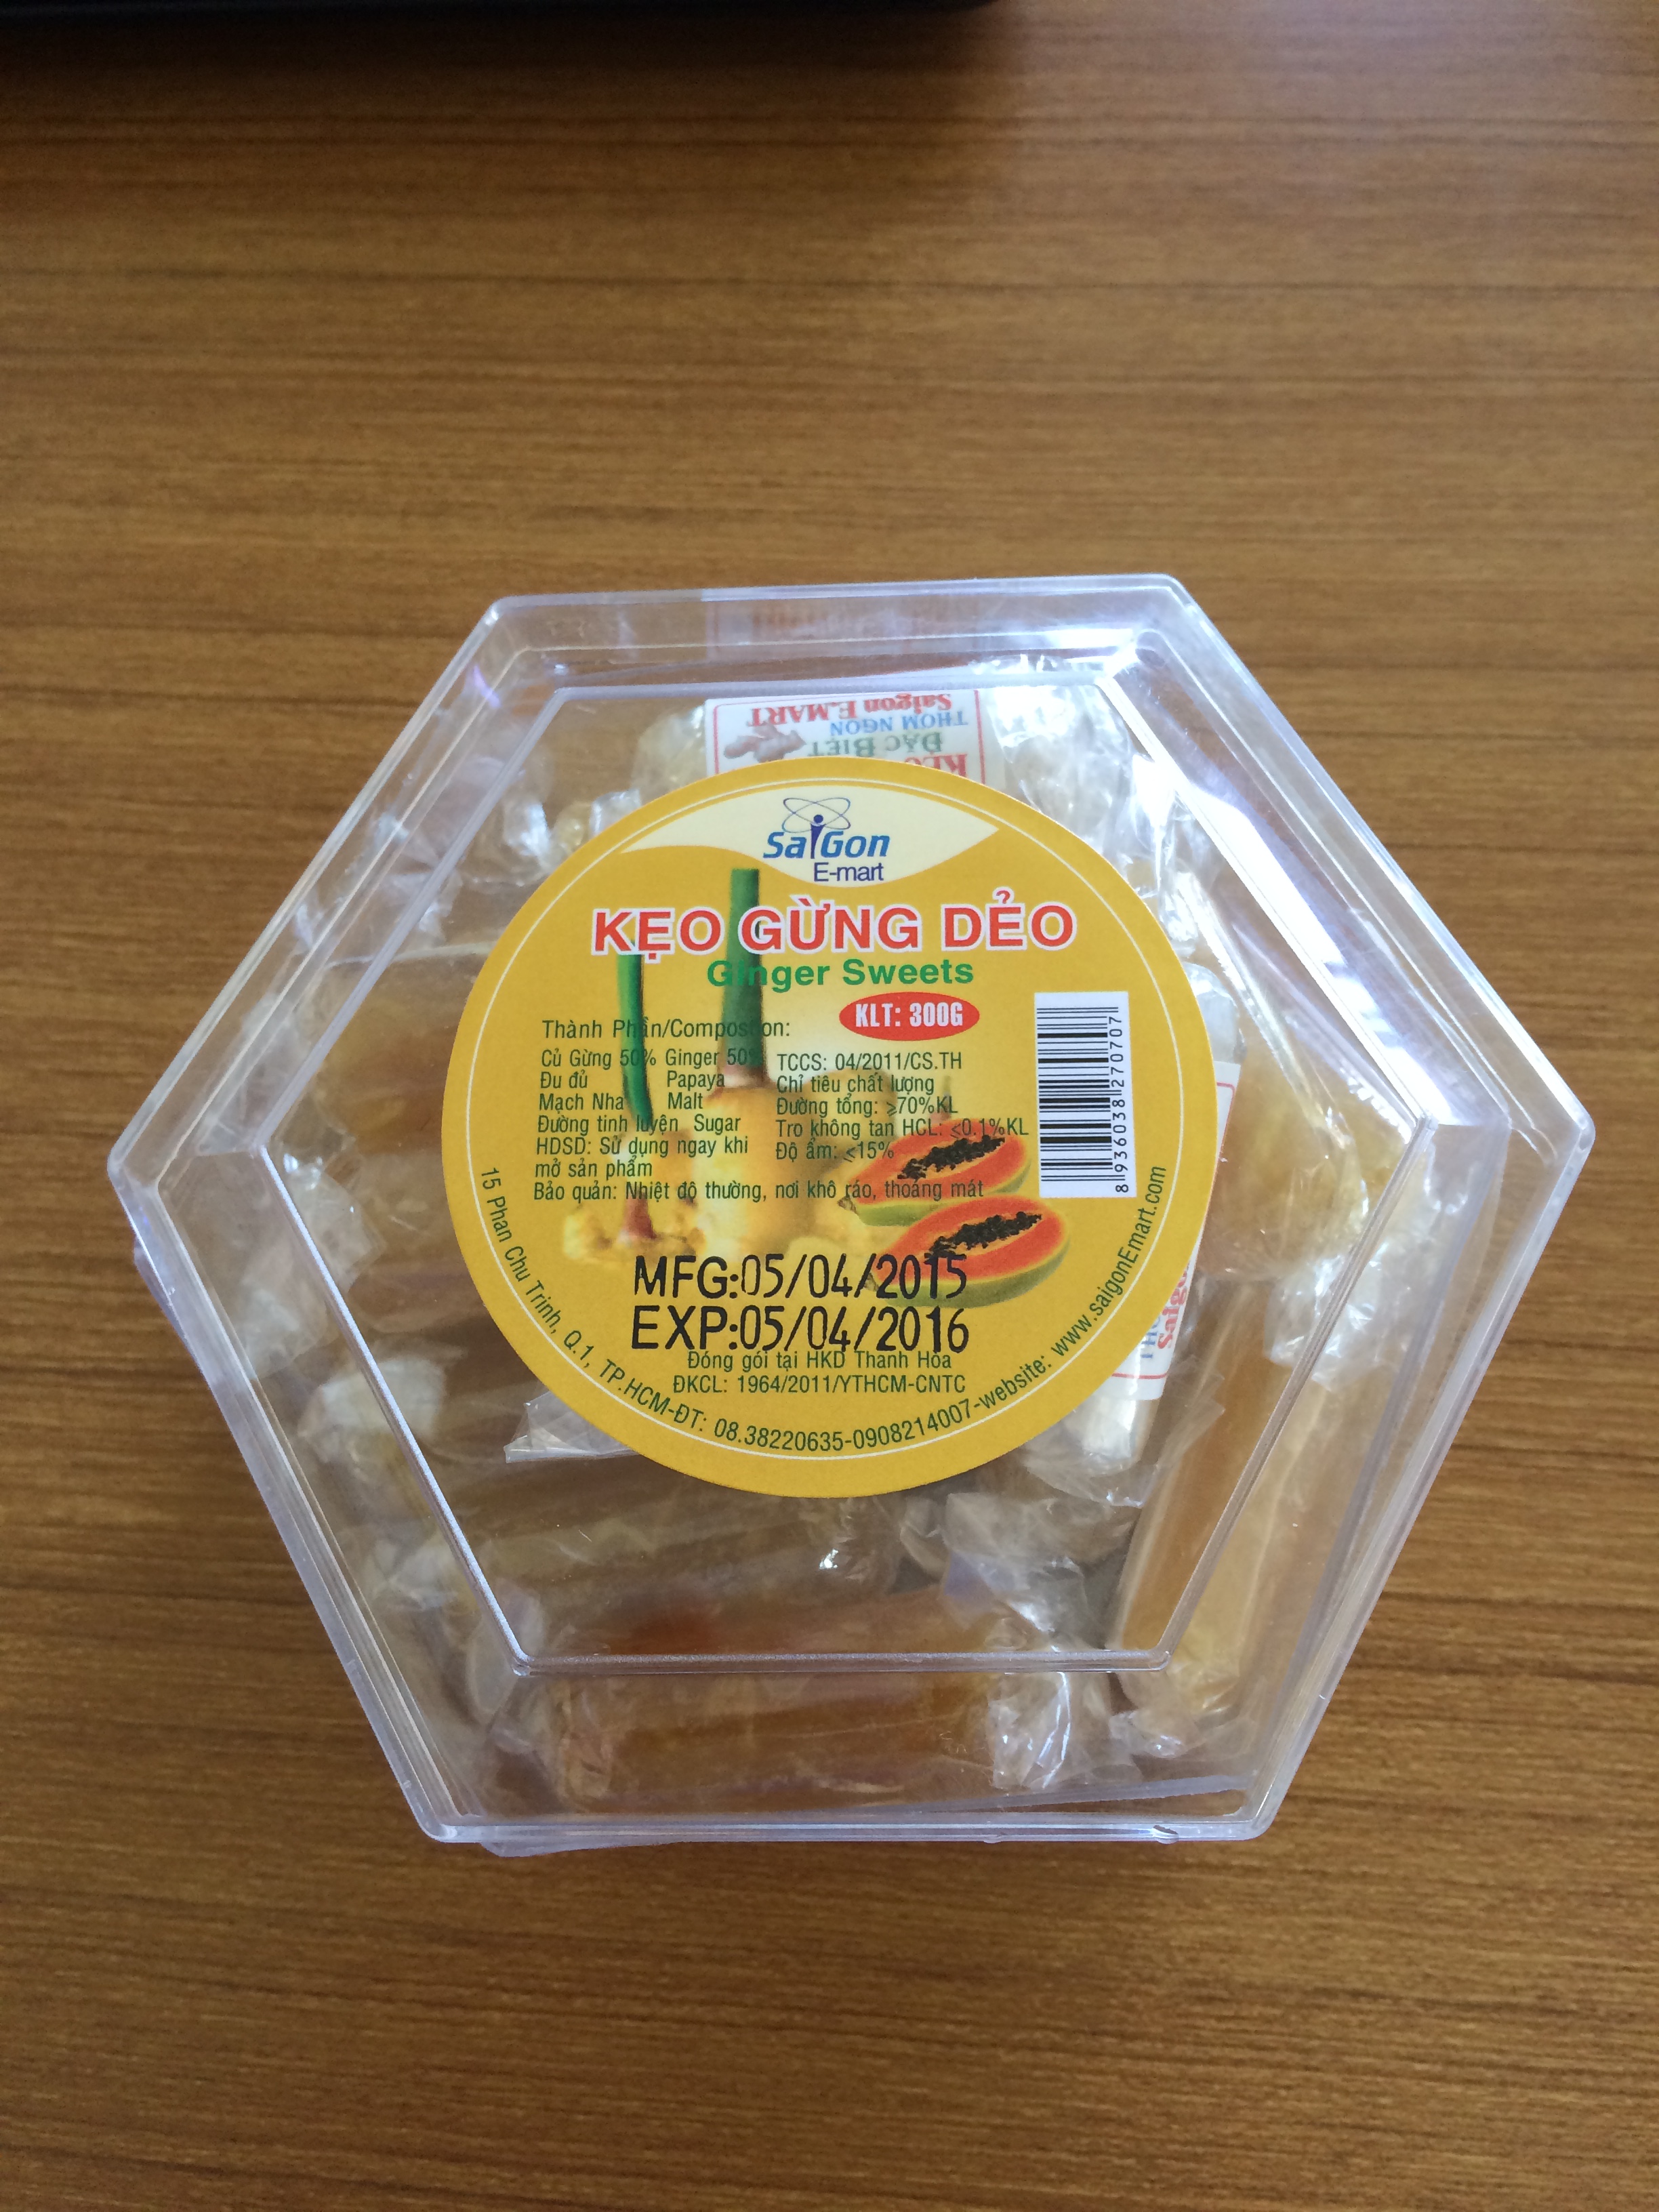 KẸO
ĐẶC BIỆT
THƠM NGON
Saigon E.MART
SaiGon
E-mart
KẸO GỪNG DẺO
Ginger Sweets
KLT: 300G
Thành Phần/Composition:
Củ Gừng 50% Ginger 50%
Đu đủ Papaya
Mạch Nha Malt
Đường tinh luyện Sugar
HDSD: Sử dụng ngay khi
mở sản phẩm
TCCS: 04/2011/CS.TH
Chỉ tiêu chất lượng
Đường tổng: ≥70%KL
Tro không tan HCL: ≤0.1%KL
Độ ẩm: ≤15%
Bảo quản: Nhiệt độ thường, nơi khô ráo, thoáng mát
8936038270707
MFG:05/04/2015
EXP:05/04/2016
Đóng gói tại HKD Thanh Hòa
ĐKCL: 1964/2011/YTHCM-CNTC
15 Phan Chu Trinh, Q.1, TP.HCM-ĐT: 08.38220635-0908214007-website: www.saigonEmart.com